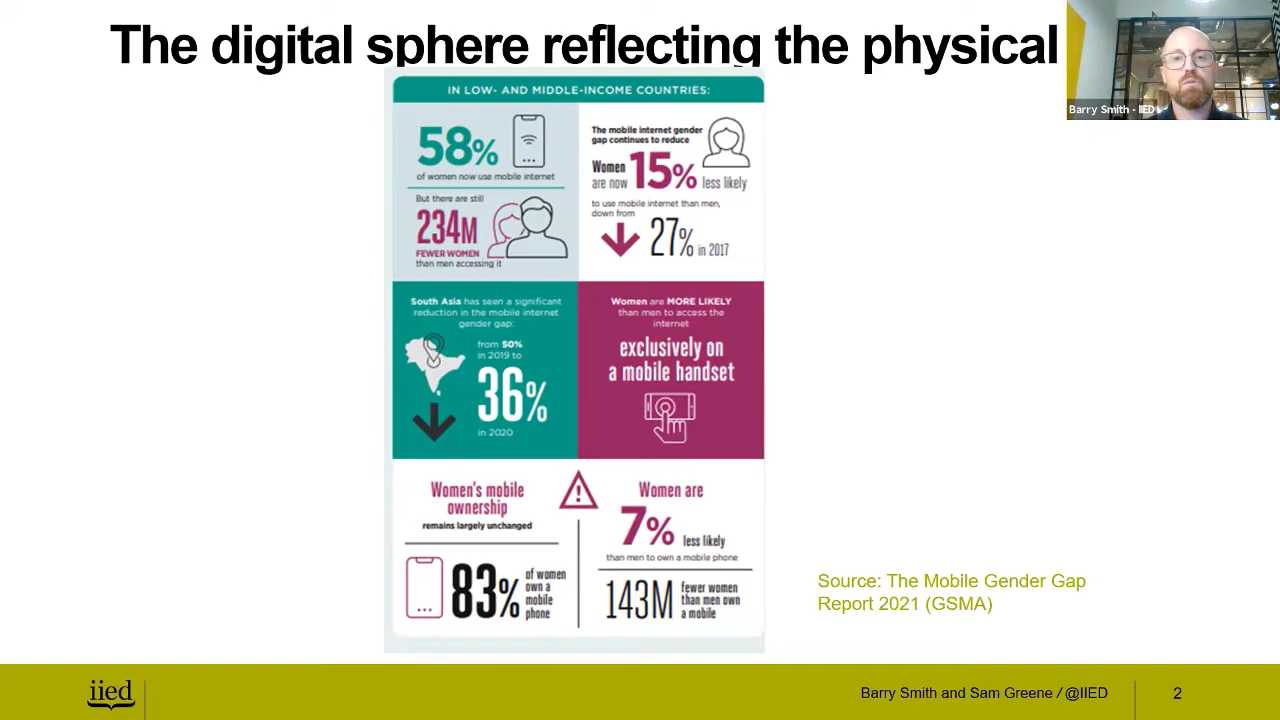 The digital sphere reflecting the physical
Barry Smith - IIED
IN LOW- AND MIDDLE-INCOME COUNTRIES:
58%
of women now use mobile internet
But there are still
234M
FEWER WOMEN
than men accessing it
The mobile internet gender
gap continues to reduce
Women
are now 15% less likely
to use mobile internet than men,
down from
27% in 2017
South Asia has seen a significant
reduction in the mobile internet
gender gap:
from 50%
in 2019 to
36%
in 2020
Women are MORE LIKELY
than men to access the
internet
exclusively on
a mobile handset
Women's mobile
ownership
remains largely unchanged
83%
of women
own a
mobile
phone
Women are
7% less likely
than men to own a mobile phone
143M
fewer women
than men own
a mobile
Source: The Mobile Gender Gap
Report 2021 (GSMA)
iied
Barry Smith and Sam Greene / @IIED
2